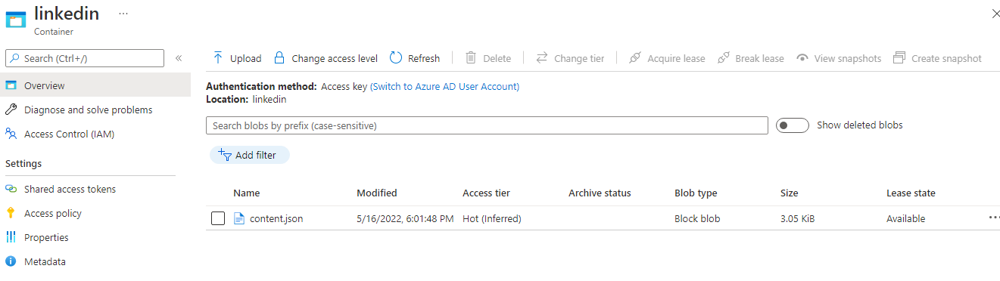 linkedin ...
Container
Search (Ctrl+/) «
Overview
Diagnose and solve problems
Access Control (IAM)
Settings
Shared access tokens
Access policy
Properties
Metadata
Upload Change access level Refresh Delete Change tier Acquire lease Break lease View snapshots Create snapshot
Authentication method: Access key (Switch to Azure AD User Account)
Location: linkedin
Search blobs by prefix (case-sensitive) Show deleted blobs
Add filter
Name Modified Access tier Archive status Blob type Size Lease state
content.json 5/16/2022, 6:01:48 PM Hot (Inferred) Block blob 3.05 KiB Available ...